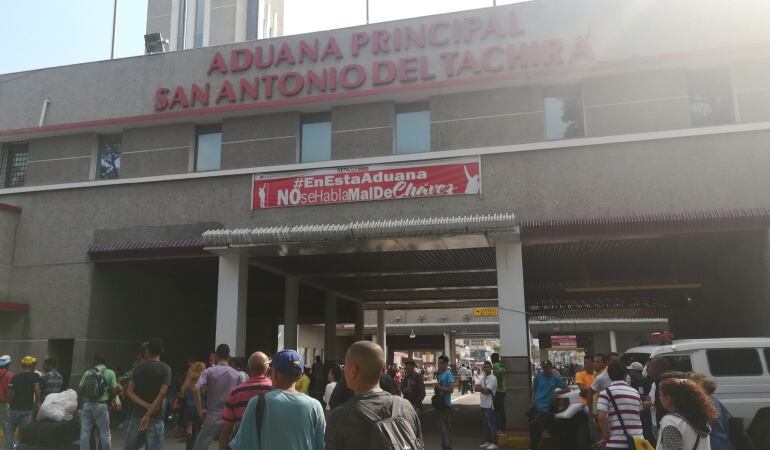 ADUANA PRINCIPAL
SAN ANTONIO DEL TACHIRA
#EnEstaAduana
NOseHablaMalDeChávez